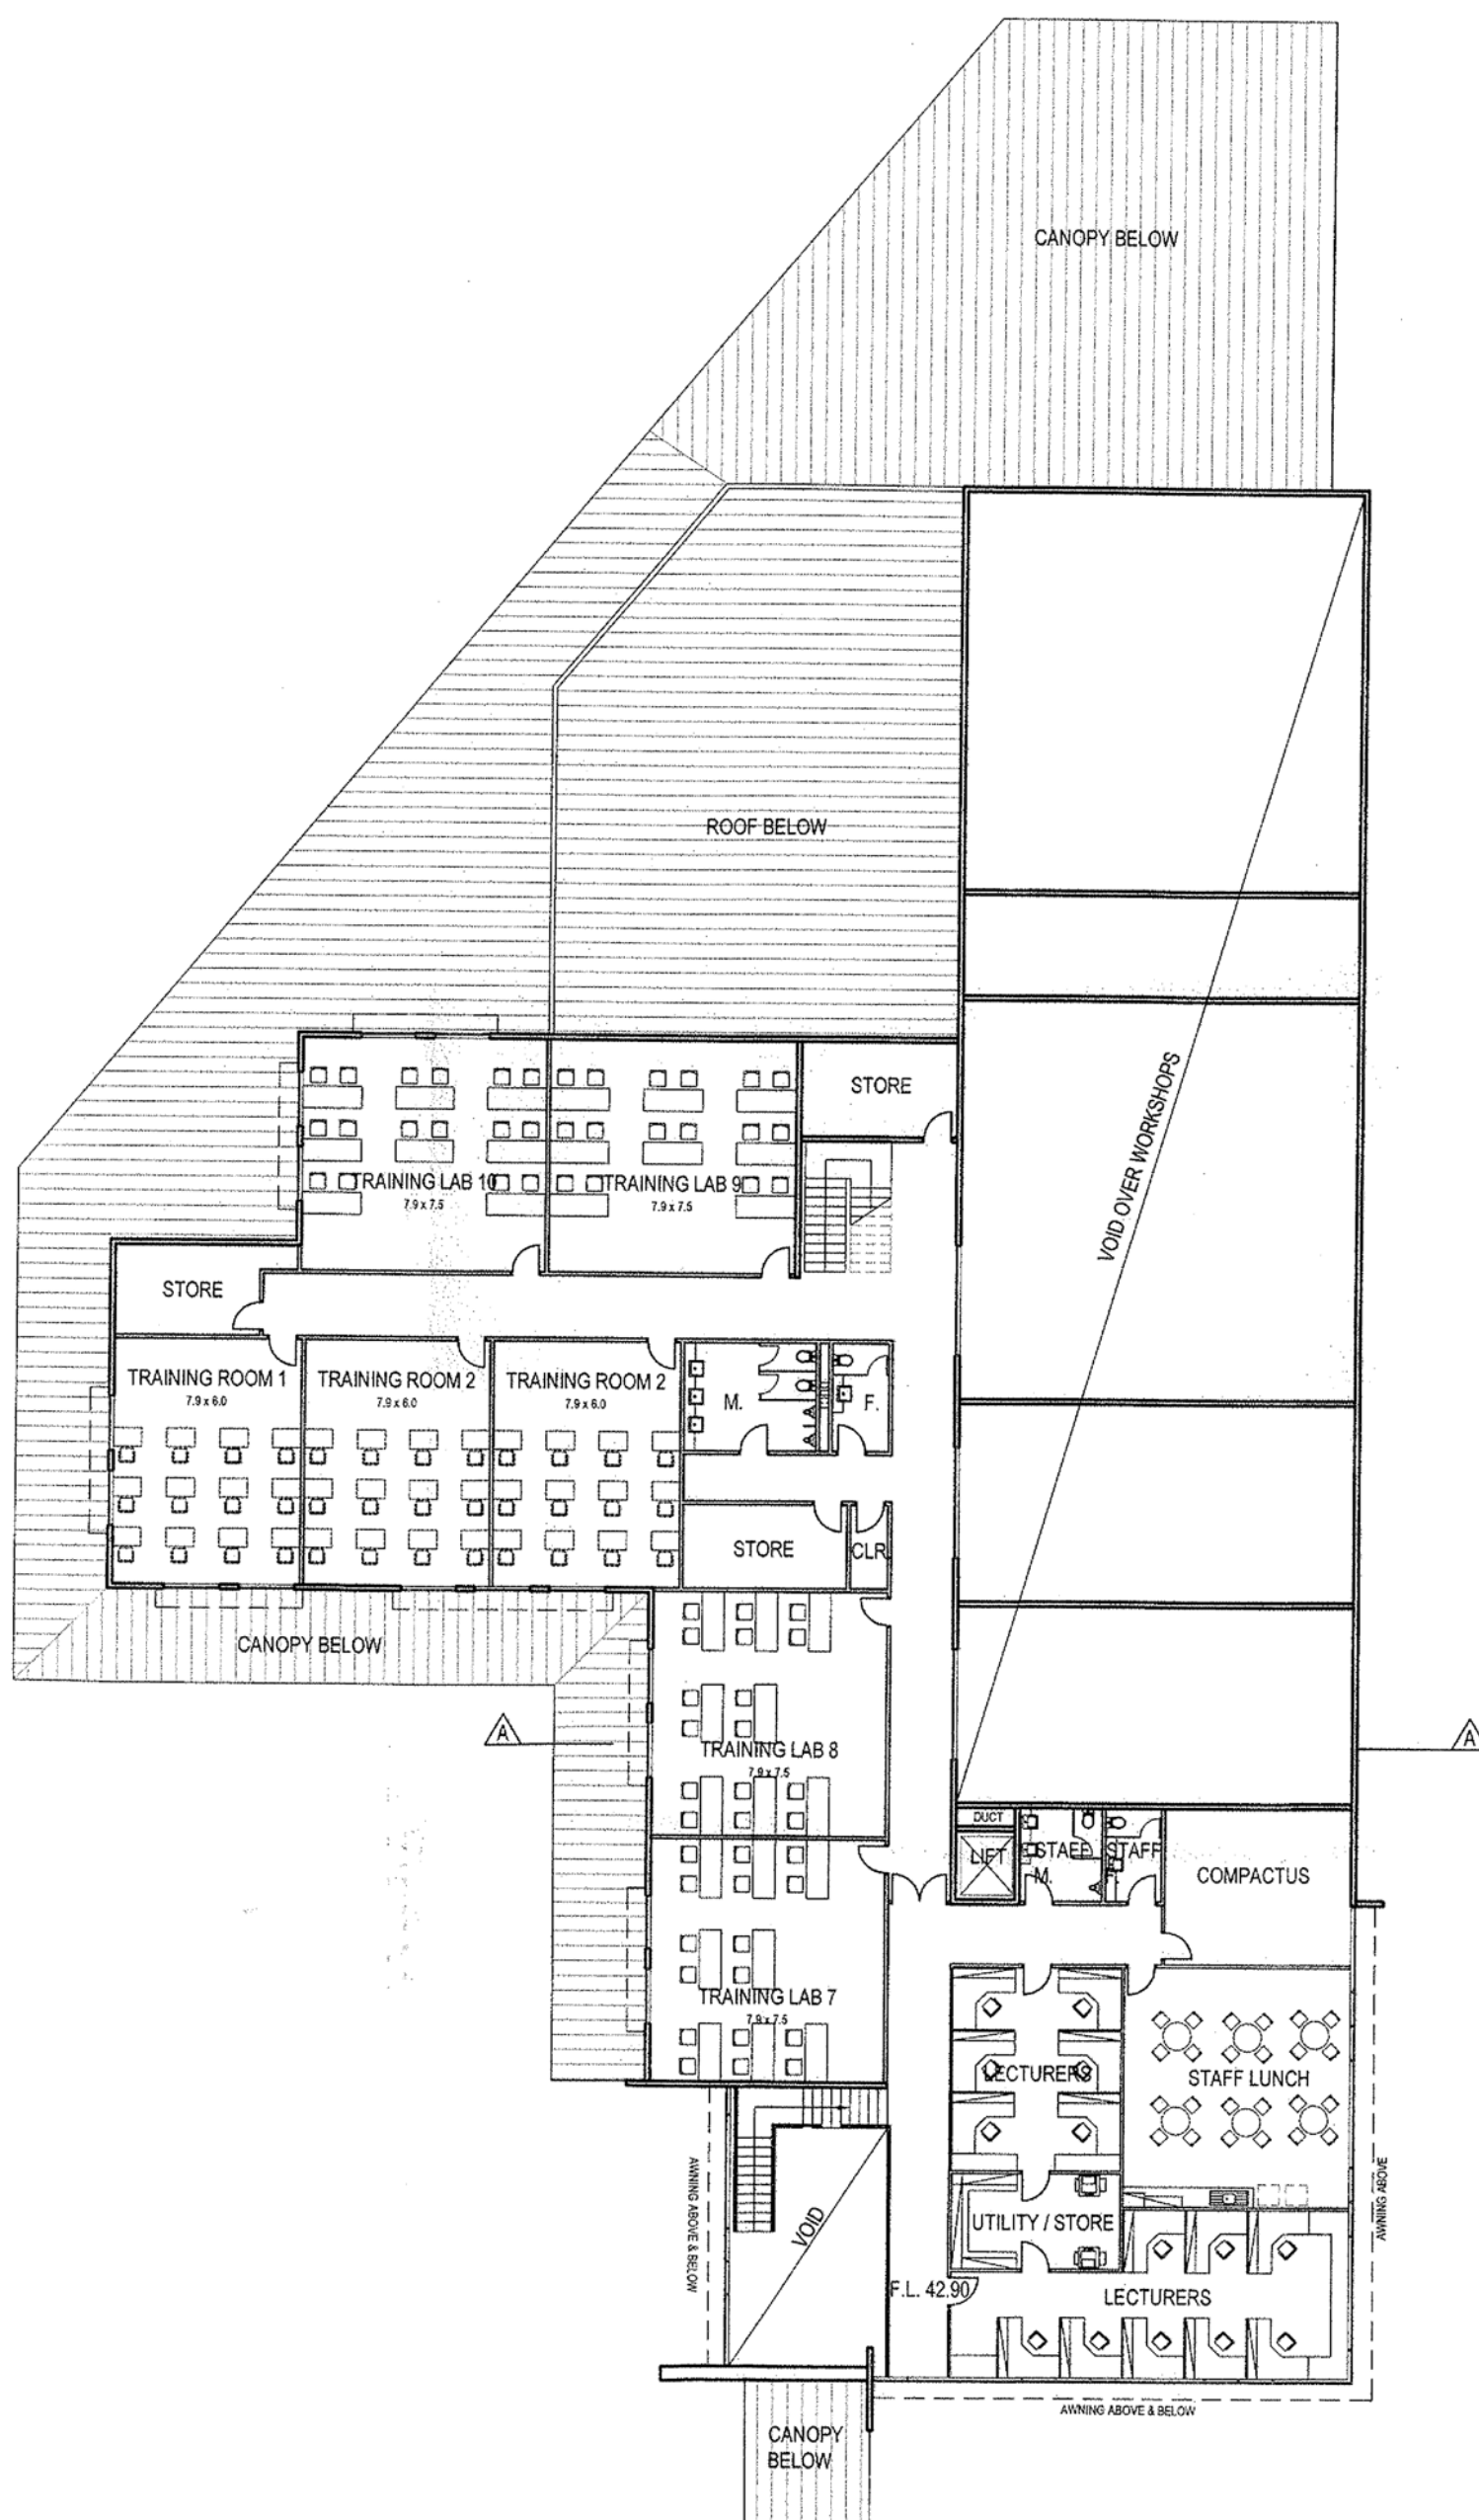 CANOPY BELOW
ROOF BELOW
VOID OVER WORKSHOPS
STORE
TRAINING LAB 10
7.9 x 7.5
TRAINING LAB 9
7.9 x 7.5
STORE
TRAINING ROOM 1
7.9 x 6.0
TRAINING ROOM 2
7.9 x 6.0
TRAINING ROOM 2
7.9 x 6.0
M.
F.
STORE
CLR
CANOPY BELOW
A
TRAINING LAB 8
7.9 x 7.5
A
DUCT
LIFT
STAFF
M.
STAFF
F.
COMPACTUS
TRAINING LAB 7
7.9 x 7.5
LECTURERS
STAFF LUNCH
AWNING ABOVE & BELOW
VOID
UTILITY / STORE
AWNING ABOVE
F.L. 42.90
LECTURERS
AWNING ABOVE & BELOW
CANOPY
BELOW